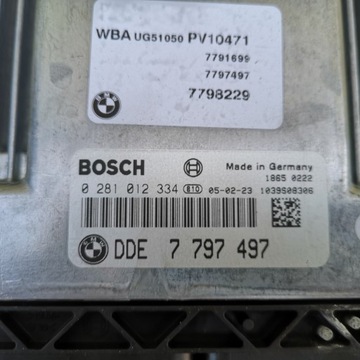 WBA UG51050 PV10471
7791699
7797497
7798229
BOSCH Made in Germany
1865 0222
0 281 012 334 B10 05-02-23 1039S08306
DDE 7 797 497